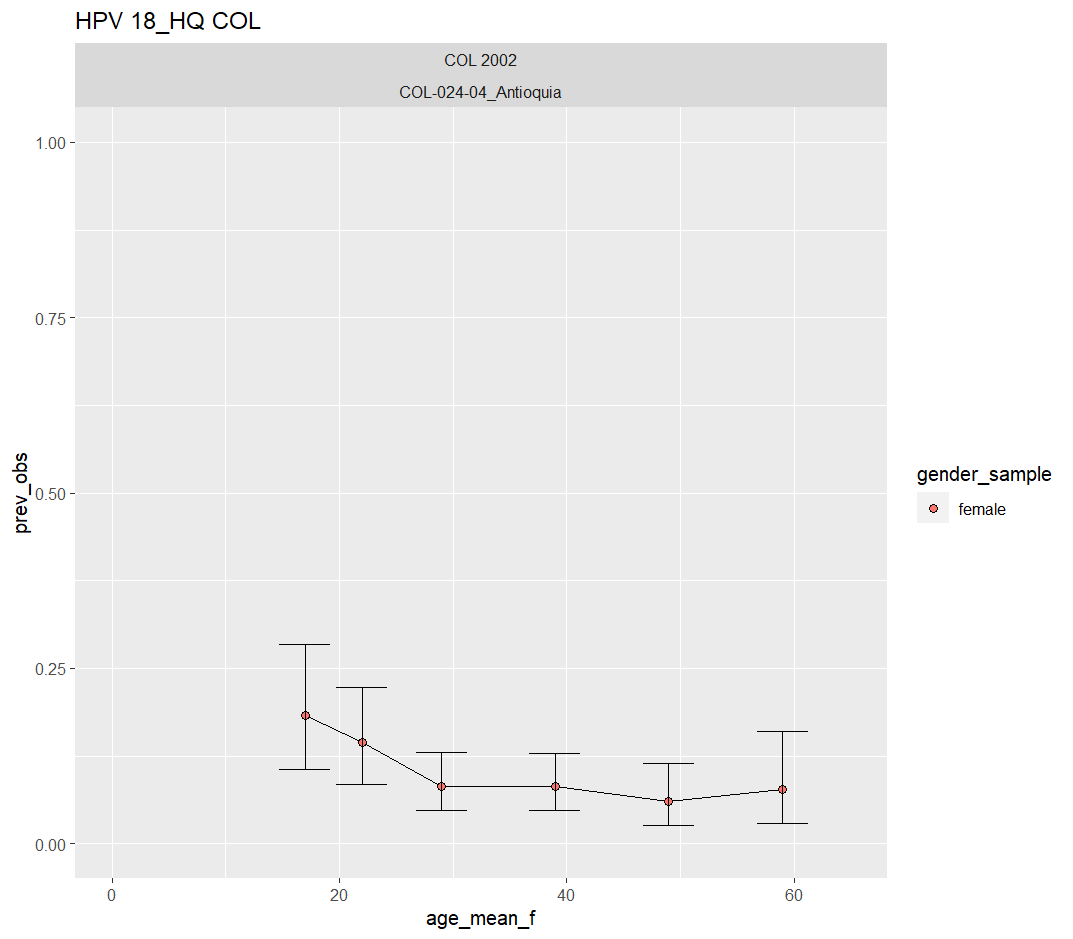 HPV 18_HQ COL
COL 2002
COL-024-04_Antioquia
1.00
0.75
0.50
0.25
0.00
prev_obs
0 20 40 60
age_mean_f
gender_sample
female